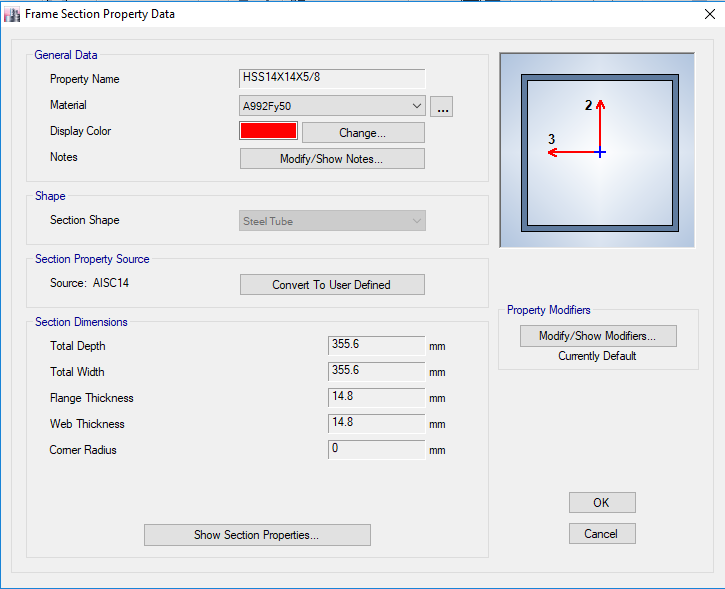 Frame Section Property Data
General Data
Property Name HSS14X14X5/8
Material A992Fy50 ...
Display Color Change...
Notes Modify/Show Notes...
Shape
Section Shape Steel Tube
Section Property Source
Source: AISC14 Convert To User Defined
Section Dimensions
Total Depth 355.6 mm
Total Width 355.6 mm
Flange Thickness 14.8 mm
Web Thickness 14.8 mm
Corner Radius 0 mm
Show Section Properties...
2
3
Property Modifiers
Modify/Show Modifiers...
Currently Default
OK
Cancel